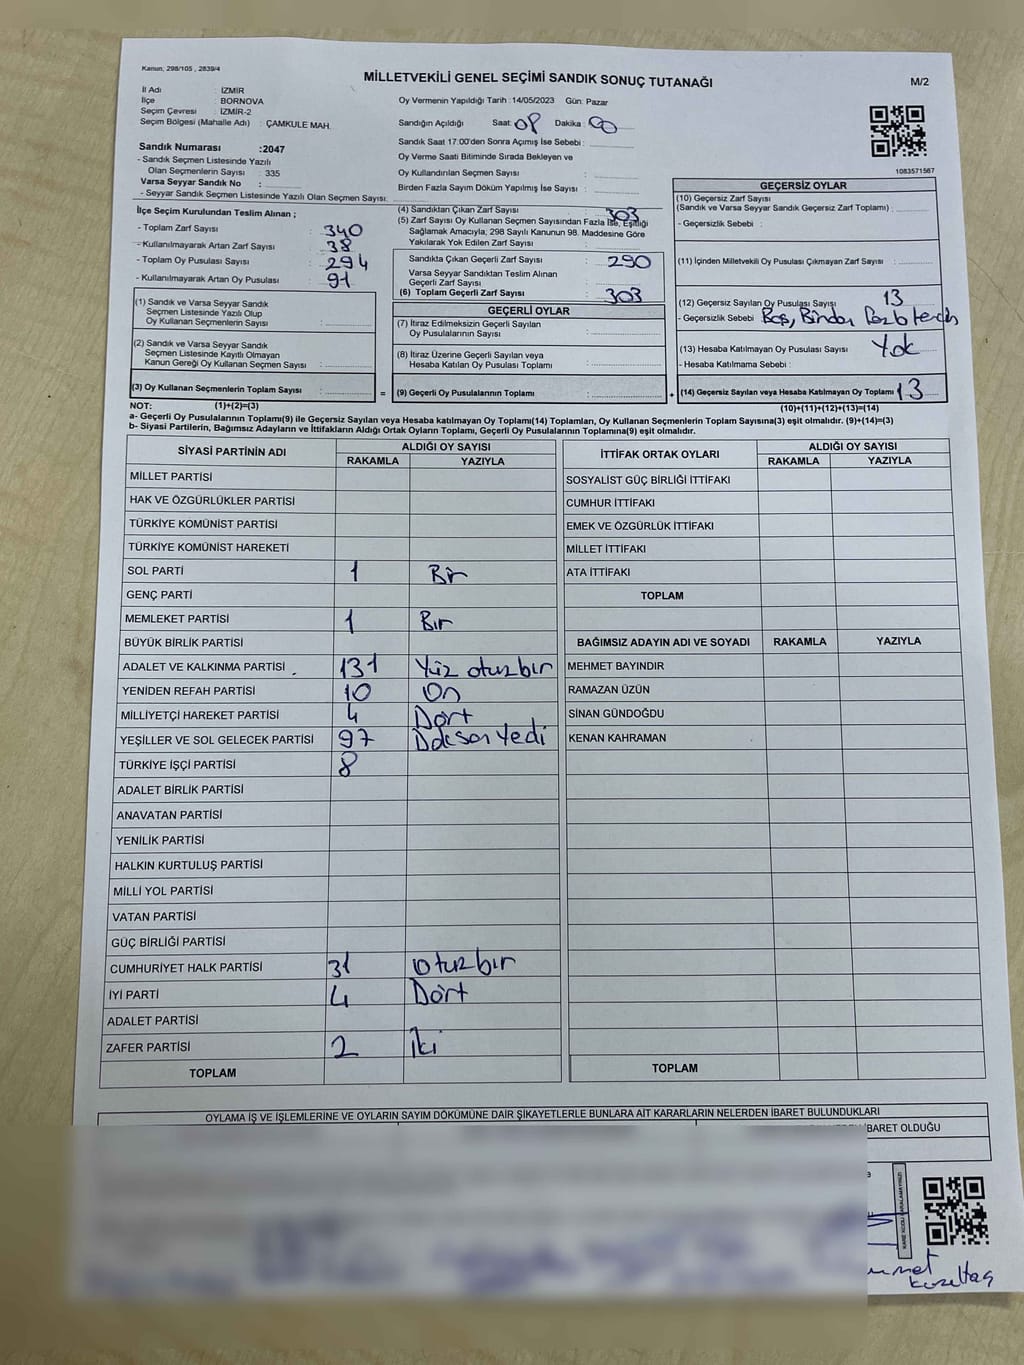 Kanun, 298/105 , 2839/4
MİLLETVEKİLİ GENEL SEÇİMİ SANDIK SONUÇ TUTANAĞI
M/2
İl Adı : İZMİR
İlçe : BORNOVA
Seçim Çevresi : İZMİR-2
Seçim Bölgesi (Mahalle Adı) : ÇAMKULE MAH.
Oy Vermenin Yapıldığı Tarih :14/05/2023 Gün: Pazar
Sandığın Açıldığı Saat: 08 Dakika: 00
Sandık Saat 17:00'den Sonra Açımış İse Sebebi :
Oy Verme Saati Bitiminde Sırada Bekleyen ve
Oy Kullandırılan Seçmen Sayısı :
Birden Fazla Sayım Döküm Yapılmış İse Sayısı :
1083571587
Sandık Numarası :2047
- Sandık Seçmen Listesinde Yazılı
Olan Seçmenlerin Sayısı : 335
Varsa Seyyar Sandık No :
- Seyyar Sandık Seçmen Listesinde Yazılı Olan Seçmen Sayısı:
İlçe Seçim Kurulundan Teslim Alınan ;
- Toplam Zarf Sayısı : 340
- Kullanılmayarak Artan Zarf Sayısı : 38
- Toplam Oy Pusulası Sayısı : 294
- Kullanılmayarak Artan Oy Pusulası : 91
(1) Sandık ve Varsa Seyyar Sandık
Seçmen Listesinde Yazılı Olup
Oy Kullanan Seçmenlerin Sayısı :
(2) Sandık ve Varsa Seyyar Sandık
Seçmen Listesinde Kayıtlı Olmayan
Kanun Gereği Oy Kullanan Seçmen Sayısı :
(3) Oy Kullanan Seçmenlerin Toplam Sayısı :
(4) Sandıktan Çıkan Zarf Sayısı : 303
(5) Zarf Sayısı Oy Kullanan Seçmen Sayısından Fazla İse, Eşitliği
Sağlamak Amacıyla, 298 Sayılı Kanunun 98. Maddesine Göre
Yakılarak Yok Edilen Zarf Sayısı :
Sandıkta Çıkan Geçerli Zarf Sayısı : 290
Varsa Seyyar Sandıktan Teslim Alınan
Geçerli Zarf Sayısı :
(6) Toplam Geçerli Zarf Sayısı : 303
GEÇERLİ OYLAR
(7) İtiraz Edilmeksizin Geçerli Sayılan
Oy Pusulalarının Sayısı :
(8) İtiraz Üzerine Geçerli Sayılan veya
Hesaba Katılan Oy Pusulası Toplamı :
= (9) Geçerli Oy Pusulalarının Toplamı :
GEÇERSİZ OYLAR
(10) Geçersiz Zarf Sayısı
(Sandık ve Varsa Seyyar Sandık Geçersiz Zarf Toplamı) :
- Geçersizlik Sebebi :
(11) İçinden Milletvekili Oy Pusulası Çıkmayan Zarf Sayısı :
(12) Geçersiz Sayılan Oy Pusulası Sayısı : 13
- Geçersizlik Sebebi : Boş, Birden
(13) Hesaba Katılmayan Oy Pusulası Sayısı : Yok
- Hesaba Katılmama Sebebi :
+ (14) Geçersiz Sayılan veya Hesaba Katılmayan Oy Toplamı : 13
NOT: (1)+(2)=(3)
(10)+(11)+(12)+(13)=(14)
a- Geçerli Oy Pusulalarının Toplamı(9) ile Geçersiz Sayılan veya Hesaba katılmayan Oy Toplamı(14) Toplamları, Oy Kullanan Seçmenlerin Toplam Sayısına(3) eşit olmalıdır. (9)+(14)=(3)
b- Siyasi Partilerin, Bağımsız Adayların ve İttifakların Aldığı Ortak Oyların Toplamı, Geçerli Oy Pusulalarının Toplamına(9) eşit olmalıdır.
SİYASİ PARTİNİN ADI ALDIĞI OY SAYISI
RAKAMLA YAZIYLA
MİLLET PARTİSİ
HAK VE ÖZGÜRLÜKLER PARTİSİ
TÜRKİYE KOMÜNİST PARTİSİ
TÜRKİYE KOMÜNİST HAREKETİ
SOL PARTİ 1 Bir
GENÇ PARTİ
MEMLEKET PARTİSİ 1 Bır
BÜYÜK BİRLİK PARTİSİ
ADALET VE KALKINMA PARTİSİ 131 Yüz otuzbır
YENİDEN REFAH PARTİSİ 10 On
MİLLİYETÇİ HAREKET PARTİSİ 4 Dört
YEŞİLLER VE SOL GELECEK PARTİSİ 97 Doksan Yedi
TÜRKİYE İŞÇİ PARTİSİ 8
ADALET BİRLİK PARTİSİ
ANAVATAN PARTİSİ
YENİLİK PARTİSİ
HALKIN KURTULUŞ PARTİSİ
MİLLİ YOL PARTİSİ
VATAN PARTİSİ
GÜÇ BİRLİĞİ PARTİSİ
CUMHURİYET HALK PARTİSİ 31 otuzbır
İYİ PARTİ 4 Dört
ADALET PARTİSİ
ZAFER PARTİSİ 2 İki
TOPLAM
İTTİFAK ORTAK OYLARI ALDIĞI OY SAYISI
RAKAMLA YAZIYLA
SOSYALİST GÜÇ BİRLİĞİ İTTİFAKI
CUMHUR İTTİFAKI
EMEK VE ÖZGÜRLÜK İTTİFAKI
MİLLET İTTİFAKI
ATA İTTİFAKI
TOPLAM
BAĞIMSIZ ADAYIN ADI VE SOYADI RAKAMLA YAZIYLA
MEHMET BAYINDIR
RAMAZAN ÜZÜN
SİNAN GÜNDOĞDU
KENAN KAHRAMAN
TOPLAM
OYLAMA İŞ VE İŞLEMLERİNE VE OYLARIN SAYIM DÖKÜMÜNE DAİR ŞİKAYETLERLE BUNLARA AİT KARARLARIN NELERDEN İBARET BULUNDUKLARI
İBARET OLDUĞU